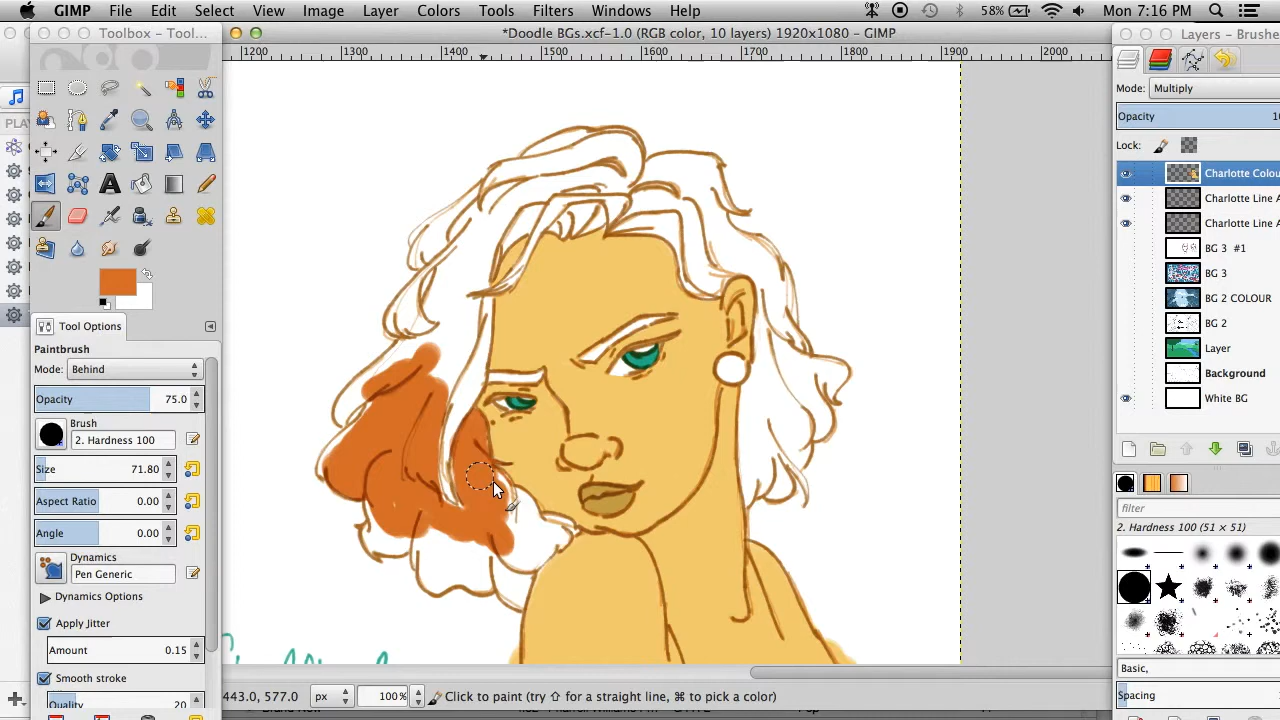 GIMP File Edit Select View Image Layer Colors Tools Filters Windows Help 58% Mon 7:16 PM
Toolbox - Tool...
*Doodle BGs.xcf-1.0 (RGB color, 10 layers) 1920x1080 – GIMP
Layers - Brushe
1200 1300 1400 1500 1600 1700 1800 1900 2000
Mode: Multiply
Opacity 10
Lock:
Charlotte Colou
Charlotte Line A
Charlotte Line A
BG 3 #1
BG 3
BG 2 COLOUR
BG 2
Layer
Background
White BG
PLA
Tool Options
Paintbrush
Mode: Behind
Opacity 75.0
Brush
2. Hardness 100
Size 71.80
Aspect Ratio 0.00
Angle 0.00
Dynamics
Pen Generic
Dynamics Options
Apply Jitter
Amount 0.15
Smooth stroke
Quality 20
filter
2. Hardness 100 (51 × 51)
Basic,
Spacing
443.0, 577.0 px 100% Click to paint (try ⇧ for a straight line, ⌘ to pick a color)